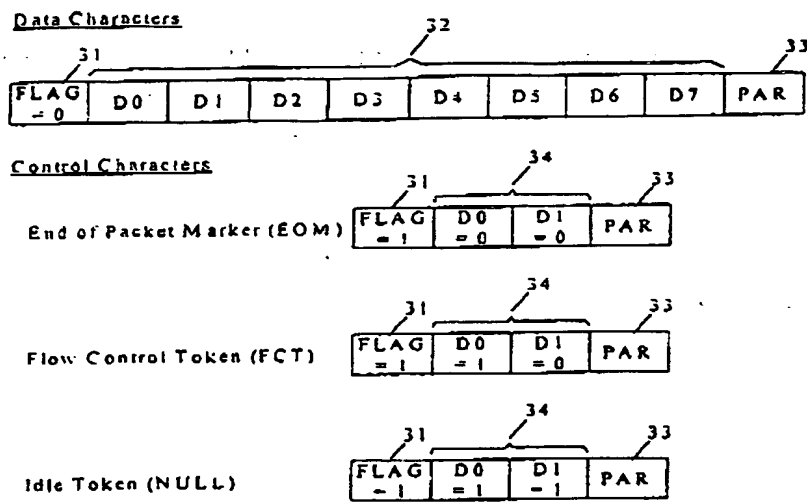 Data Characters
31 32 33
FLAG = 0 D0 D1 D2 D3 D4 D5 D6 D7 PAR
Control Characters
31 34 33
End of Packet Marker (EOM) FLAG = 1 D0 = 0 D1 = 0 PAR
31 34 33
Flow Control Token (FCT) FLAG = 1 D0 = 1 D1 = 0 PAR
31 34 33
Idle Token (NULL) FLAG = 1 D0 = 1 D1 = 1 PAR